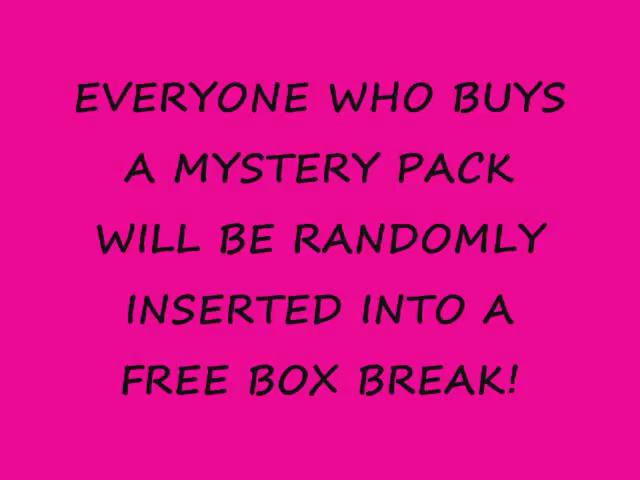 EVERYONE WHO BUYS
A MYSTERY PACK
WILL BE RANDOMLY
INSERTED INTO A
FREE BOX BREAK!